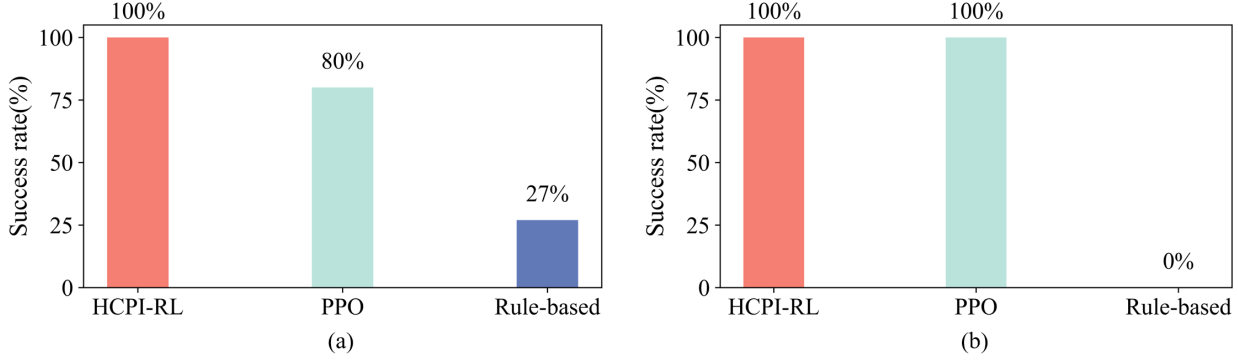 100%
80%
27%
Success rate(%)
100
75
50
25
0
HCPI-RL
PPO
Rule-based
(a)
100%
100%
0%
Success rate(%)
100
75
50
25
0
HCPI-RL
PPO
Rule-based
(b)